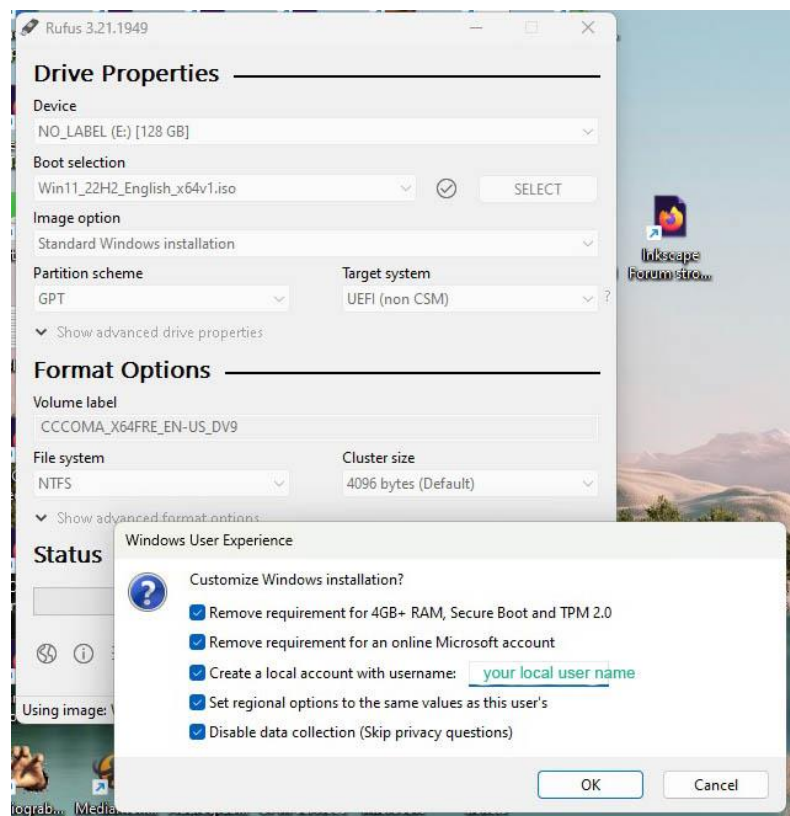 Rufus 3.21.1949
Drive Properties
Device
NO_LABEL (E:) [128 GB]
Boot selection
Win11_22H2_English_x64v1.iso
SELECT
Image option
Standard Windows installation
Partition scheme
Target system
GPT
UEFI (non CSM)
?
Show advanced drive properties
Format Options
Volume label
CCCOMA_X64FRE_EN-US_DV9
File system
Cluster size
NTFS
4096 bytes (Default)
Show advanced format options
Status
Using image:
Windows User Experience
Customize Windows installation?
Remove requirement for 4GB+ RAM, Secure Boot and TPM 2.0
Remove requirement for an online Microsoft account
Create a local account with username: your local user name
Set regional options to the same values as this user's
Disable data collection (Skip privacy questions)
OK
Cancel
Inkscape
Forum stro...